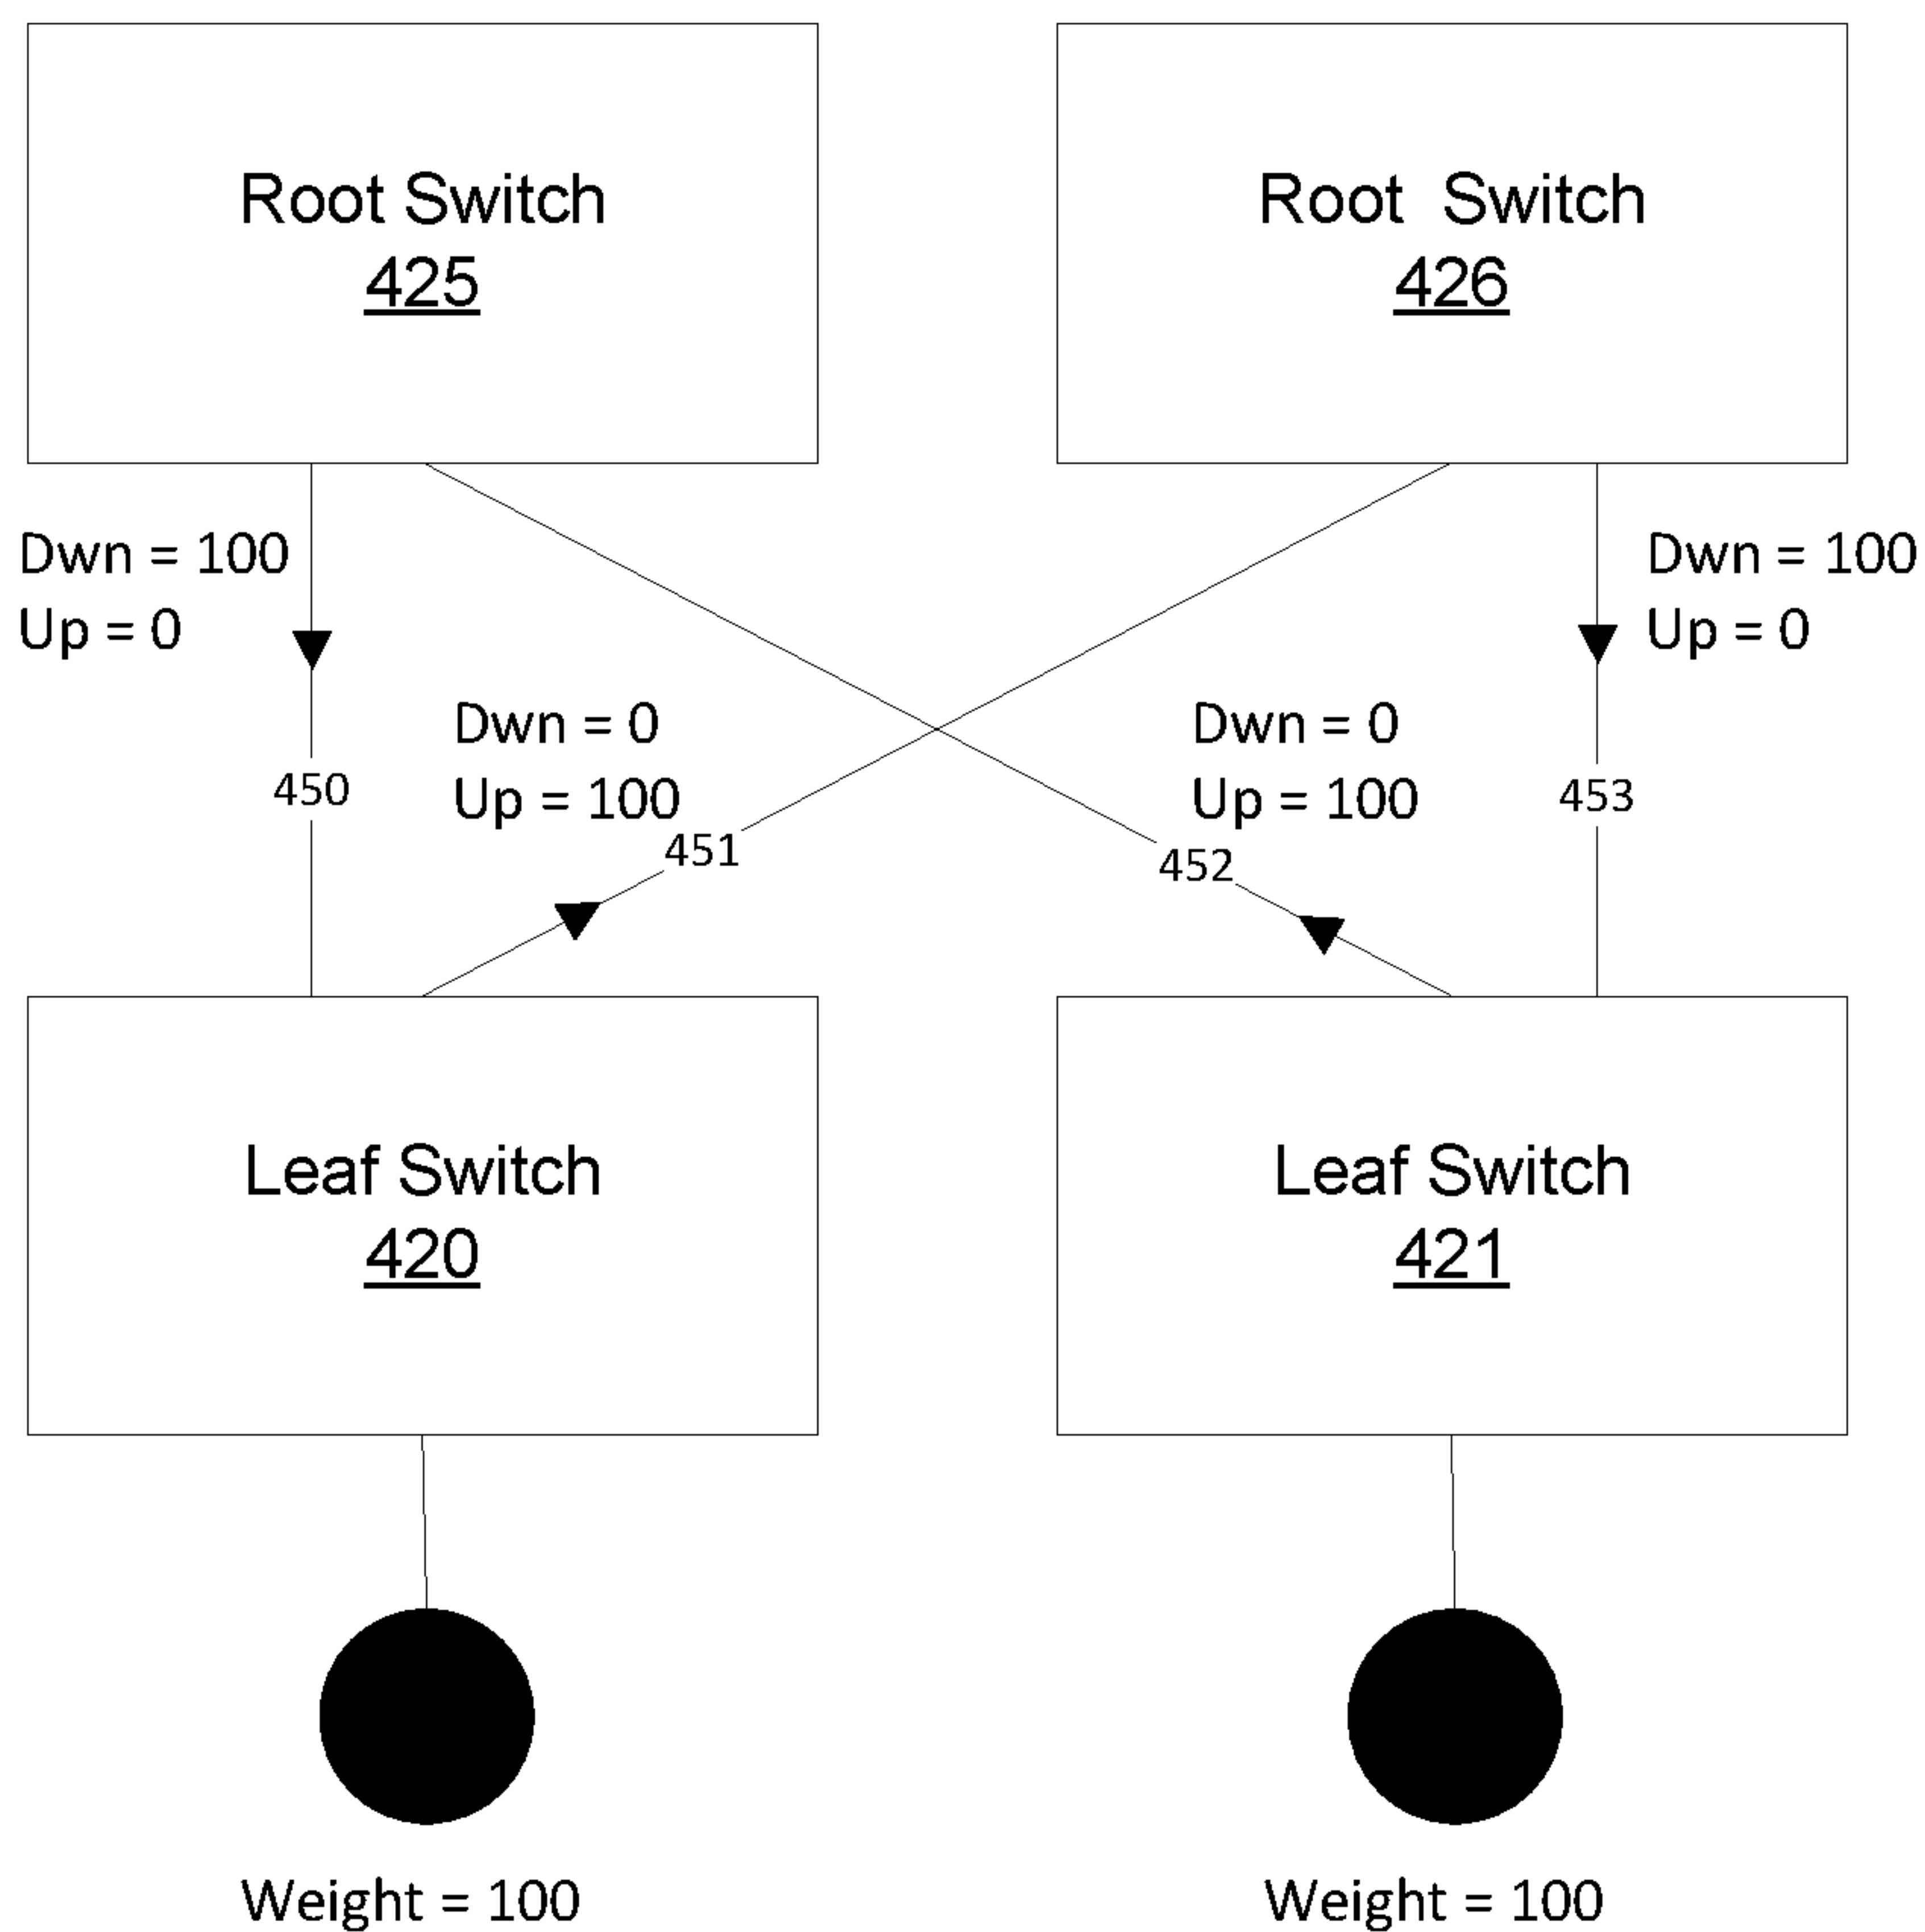 Root Switch
425
Root Switch
426
Dwn = 100
Up = 0
Dwn = 100
Up = 0
Dwn = 0
Up = 100
Dwn = 0
Up = 100
450
451
452
453
Leaf Switch
420
Leaf Switch
421
Weight = 100
Weight = 100